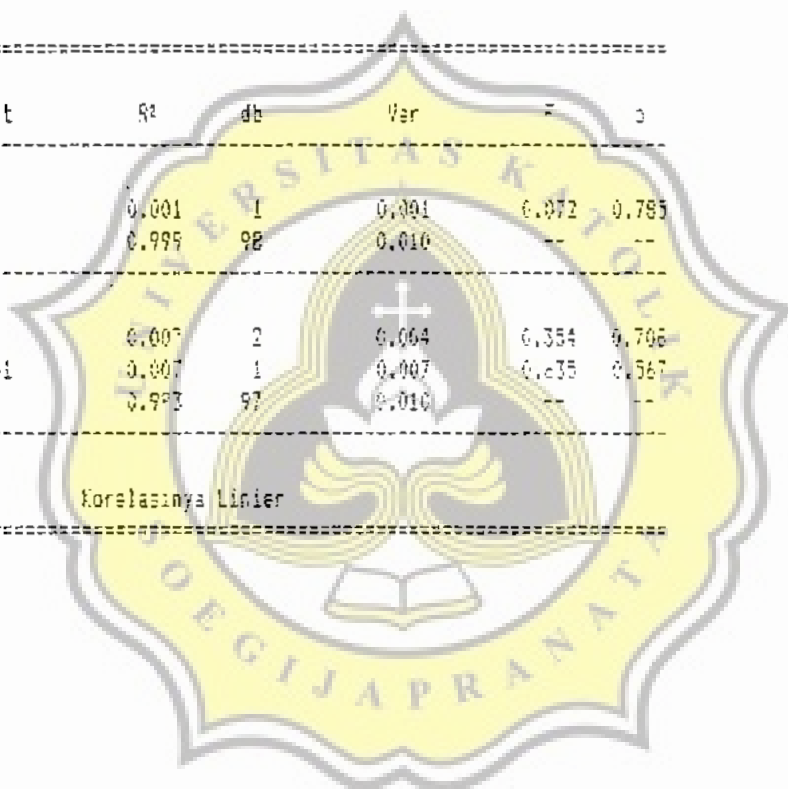 t R² db Var F p
0.001 1 0.001 0.072 0.785
0.999 98 0.010 -- --
0.007 2 0.004 0.354 0.708
i 0.007 1 0.007 0.635 0.567
0.993 97 0.010 -- --
Korelasinya Linier
UNIVERSITAS KATOLIK
SOEGIJAPRANATA